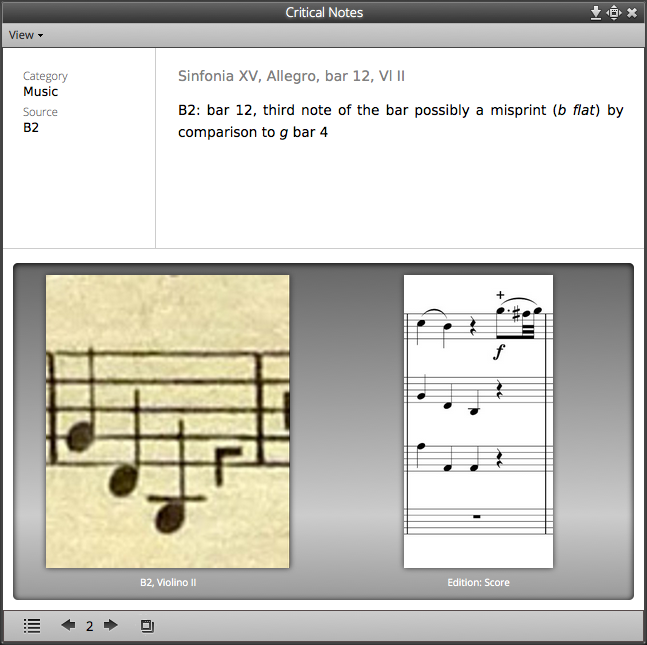 Critical Notes
View
Category
Music
Source
B2
Sinfonia XV, Allegro, bar 12, Vl II
B2: bar 12, third note of the bar possibly a misprint (b flat) by
comparison to g bar 4
+
f
B2, Violino II
Edition: Score
2